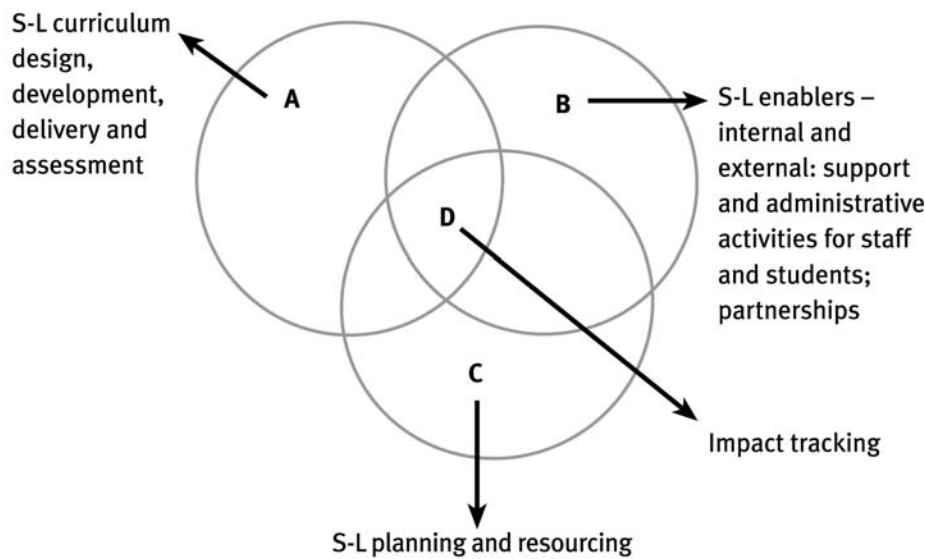 S-L curriculum
design,
development,
delivery and
assessment
A
B
S-L enablers –
internal and
external: support
and administrative
activities for staff
and students;
partnerships
D
C
Impact tracking
S-L planning and resourcing